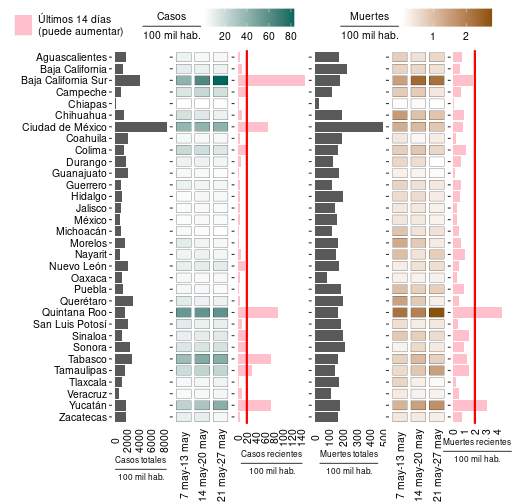 Últimos 14 días
(puede aumentar)
Casos
100 mil hab.
20 40 60 80
Muertes
100 mil hab.
1 2
Aguascalientes
Baja California
Baja California Sur
Campeche
Chiapas
Chihuahua
Ciudad de México
Coahuila
Colima
Durango
Guanajuato
Guerrero
Hidalgo
Jalisco
México
Michoacán
Morelos
Nayarit
Nuevo León
Oaxaca
Puebla
Querétaro
Quintana Roo
San Luis Potosí
Sinaloa
Sonora
Tabasco
Tamaulipas
Tlaxcala
Veracruz
Yucatán
Zacatecas
0 2000 4000 6000 8000
Casos totales
100 mil hab.
7 may-13 may
14 may-20 may
21 may-27 may
0 20 40 60 80 100 120 140
Casos recientes
100 mil hab.
0 100 200 300 400 500
Muertes totales
100 mil hab.
7 may-13 may
14 may-20 may
21 may-27 may
0 1 2 3 4
Muertes recientes
100 mil hab.